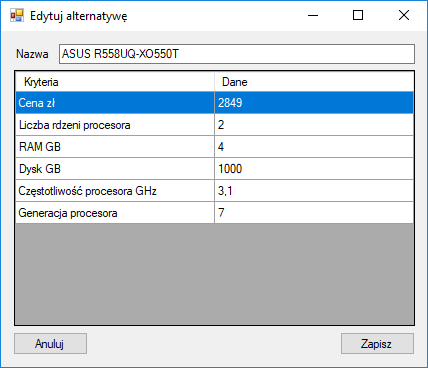 Edytuj alternatywę
Nazwa ASUS R558UQ-XO550T
Kryteria Dane
Cena zł 2849
Liczba rdzeni procesora 2
RAM GB 4
Dysk GB 1000
Częstotliwość procesora GHz 3,1
Generacja procesora 7
Anuluj Zapisz